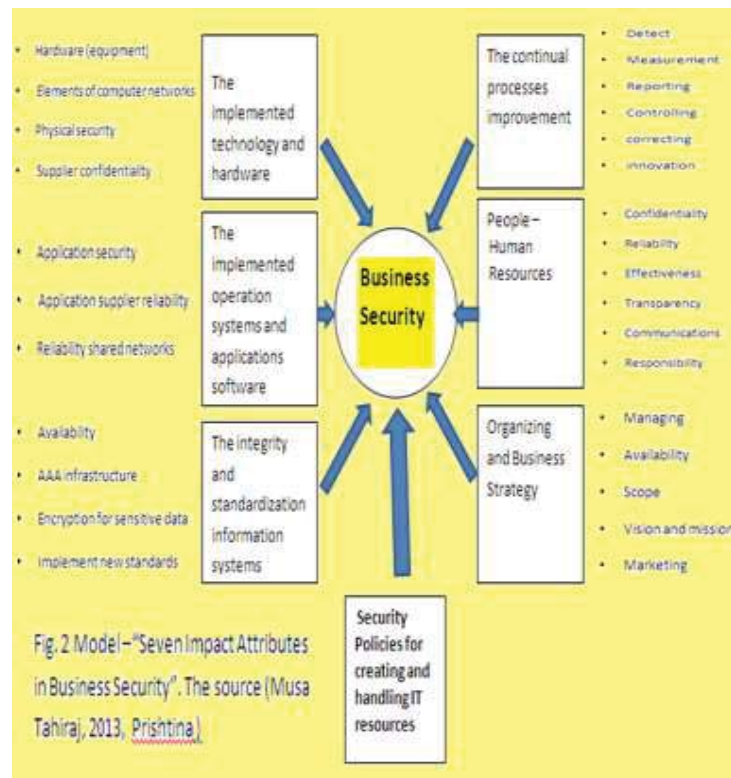 Hardware (equipment)
Elements of computer networks
Physical security
Supplier confidentiality
The
implemented
technology and
hardware
The continual
processes
improvement
Detect
Measurement
Reporting
Controlling
correcting
innovation
Application security
Application supplier reliability
Reliability shared networks
The
implemented
operation
systems and
applications
software
Business
Security
People –
Human
Resources
Confidentiality
Reliability
Effectiveness
Transparency
Communications
Responsibility
Availability
AAA infrastructure
Encryption for sensitive data
Implement new standards
The integrity
and
standardization
information
systems
Organizing
and Business
Strategy
Managing
Availability
Scope
Vision and mission
Marketing
Security
Policies for
creating and
handling IT
resources
Fig. 2 Model – “Seven Impact Attributes
in Business Security”. The source (Musa
Tahiraj, 2013, Prishtina)